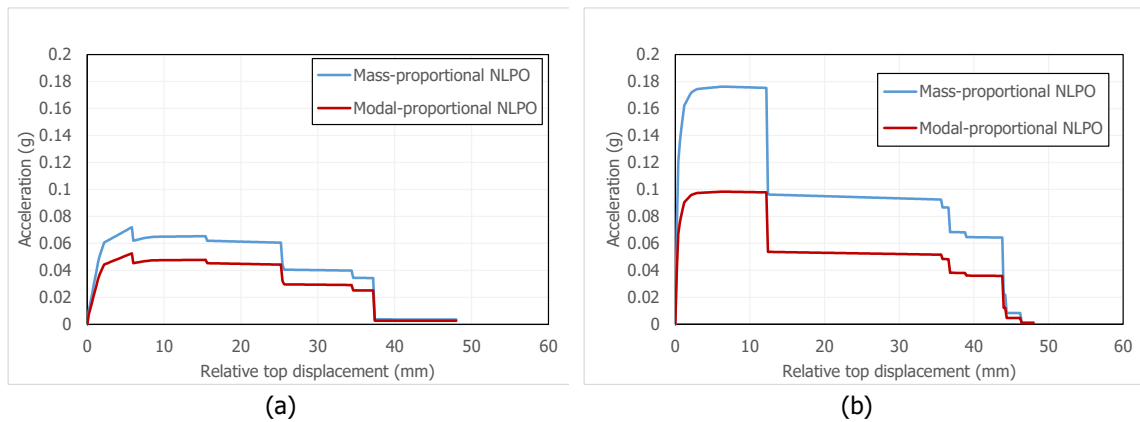 0.2
0.18
0.16
0.14
0.12
0.1
0.08
0.06
0.04
0.02
0
Acceleration (g)
Mass-proportional NLPO
Modal-proportional NLPO
0 10 20 30 40 50 60
Relative top displacement (mm)
(a)
0.2
0.18
0.16
0.14
0.12
0.1
0.08
0.06
0.04
0.02
0
Acceleration (g)
Mass-proportional NLPO
Modal-proportional NLPO
0 10 20 30 40 50 60
Relative top displacement (mm)
(b)